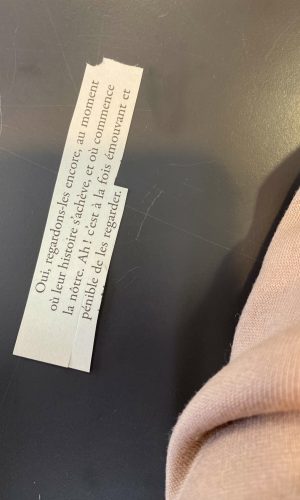 Oui, regardons-les encore, au moment
où leur histoire s'achève, et où commence
la nôtre. Ah ! c'est à la fois émouvant et
pénible de les regarder.